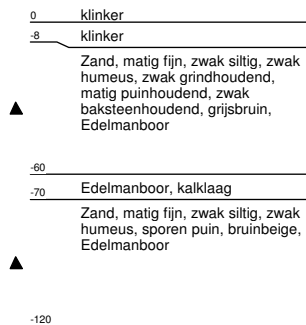 0 klinker
-8 klinker
Zand, matig fijn, zwak siltig, zwak
humeus, zwak grindhoudend,
matig puinhoudend, zwak
baksteenhoudend, grijsbruin,
Edelmanboor
-60
-70 Edelmanboor, kalklaag
Zand, matig fijn, zwak siltig, zwak
humeus, sporen puin, bruinbeige,
Edelmanboor
-120